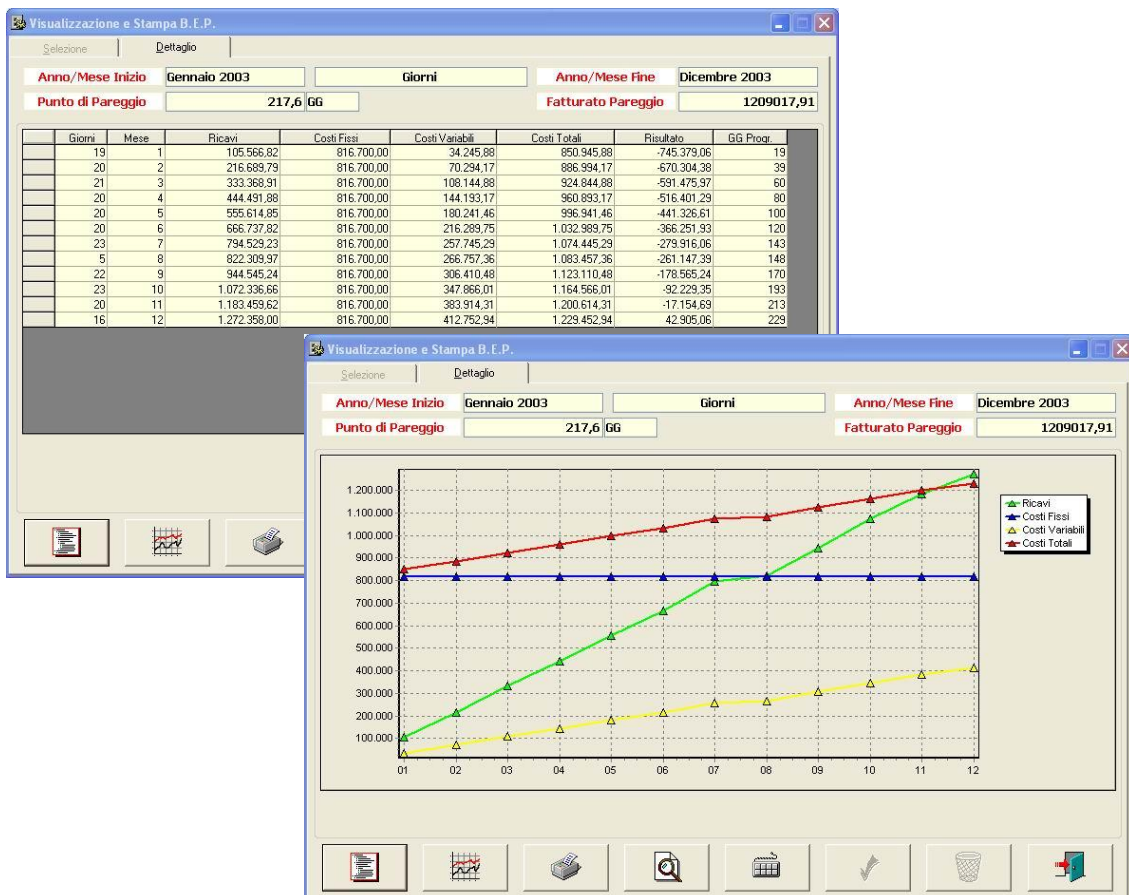 Visualizzazione e Stampa B.E.P.
Selezione Dettaglio
Anno/Mese Inizio Gennaio 2003 Giorni Anno/Mese Fine Dicembre 2003
Punto di Pareggio 217,6 GG Fatturato Pareggio 1209017,91
Giorni Mese Ricavi Costi Fissi Costi Variabili Costi Totali Risultato GG Progr.
19 1 105.566,82 816.700,00 34.245,88 850.945,88 -745.379,06 19
20 2 216.689,79 816.700,00 70.294,17 886.994,17 -670.304,38 39
21 3 333.368,91 816.700,00 108.144,88 924.844,88 -591.475,97 60
20 4 444.491,88 816.700,00 144.193,17 960.893,17 -516.401,29 80
20 5 555.614,85 816.700,00 180.241,46 996.941,46 -441.326,61 100
20 6 666.737,82 816.700,00 216.289,75 1.032.989,75 -366.251,93 120
23 7 794.529,23 816.700,00 257.745,29 1.074.445,29 -279.916,06 143
5 8 822.309,97 816.700,00 266.757,36 1.083.457,36 -261.147,39 148
22 9 944.545,24 816.700,00 306.410,48 1.123.110,48 -178.565,24 170
23 10 1.072.336,66 816.700,00 347.866,01 1.164.566,01 -92.229,35 193
20 11 1.183.459,62 816.700,00 383.914,31 1.200.614,31 -17.154,69 213
16 12 1.272.358,00 816.700,00 412.752,94 1.229.452,94 42.905,06 229
Visualizzazione e Stampa B.E.P.
Selezione Dettaglio
Anno/Mese Inizio Gennaio 2003 Giorni Anno/Mese Fine Dicembre 2003
Punto di Pareggio 217,6 GG Fatturato Pareggio 1209017,91
1.200.000
1.100.000
1.000.000
900.000
800.000
700.000
600.000
500.000
400.000
300.000
200.000
100.000
01 02 03 04 05 06 07 08 09 10 11 12
Ricavi
Costi Fissi
Costi Variabili
Costi Totali